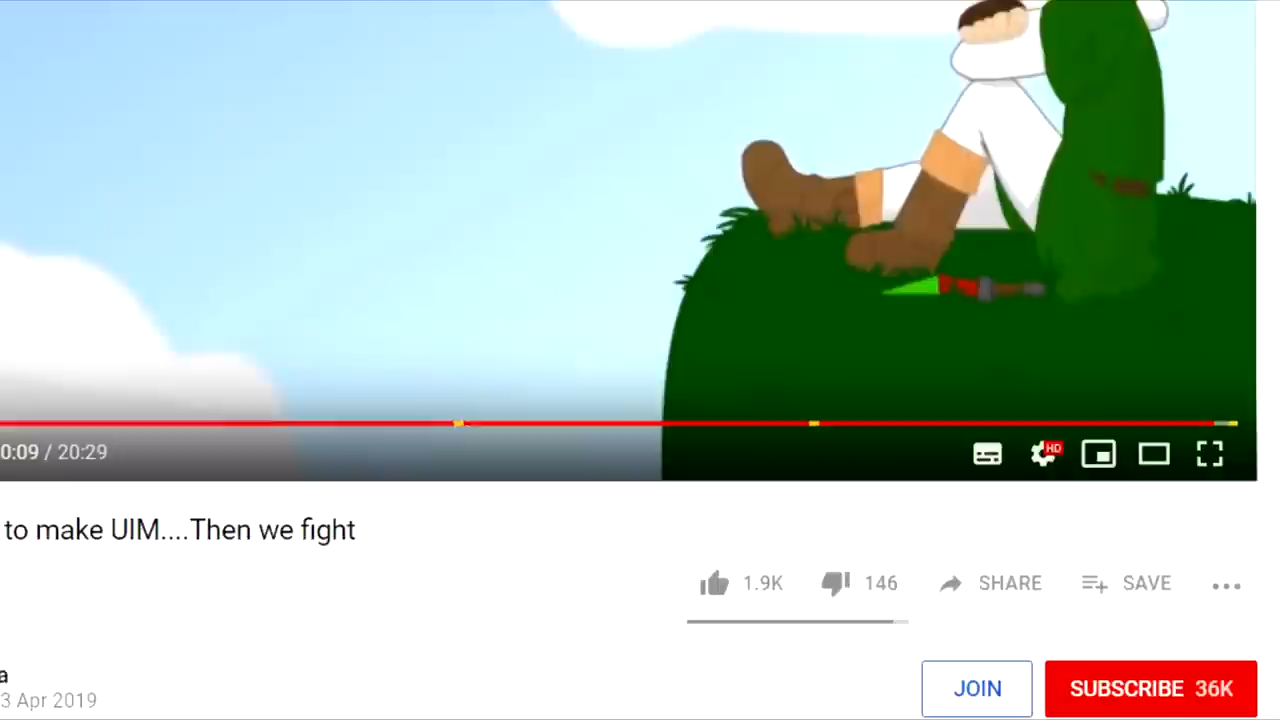 0:09 / 20:29
HD
to make UIM....Then we fight
1.9K 146 SHARE SAVE
a
3 Apr 2019
JOIN SUBSCRIBE 36K